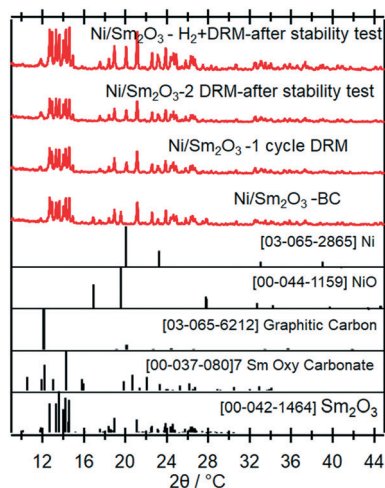 Ni/Sm2O3 - H2+DRM-after stability test
Ni/Sm2O3-2 DRM-after stability test
Ni/Sm2O3 -1 cycle DRM
Ni/Sm2O3 -BC
[03-065-2865] Ni
[00-044-1159] NiO
[03-065-6212] Graphitic Carbon
[00-037-080]7 Sm Oxy Carbonate
[00-042-1464] Sm2O3
12 16 20 24 28 32 36 40 44
2θ / °C